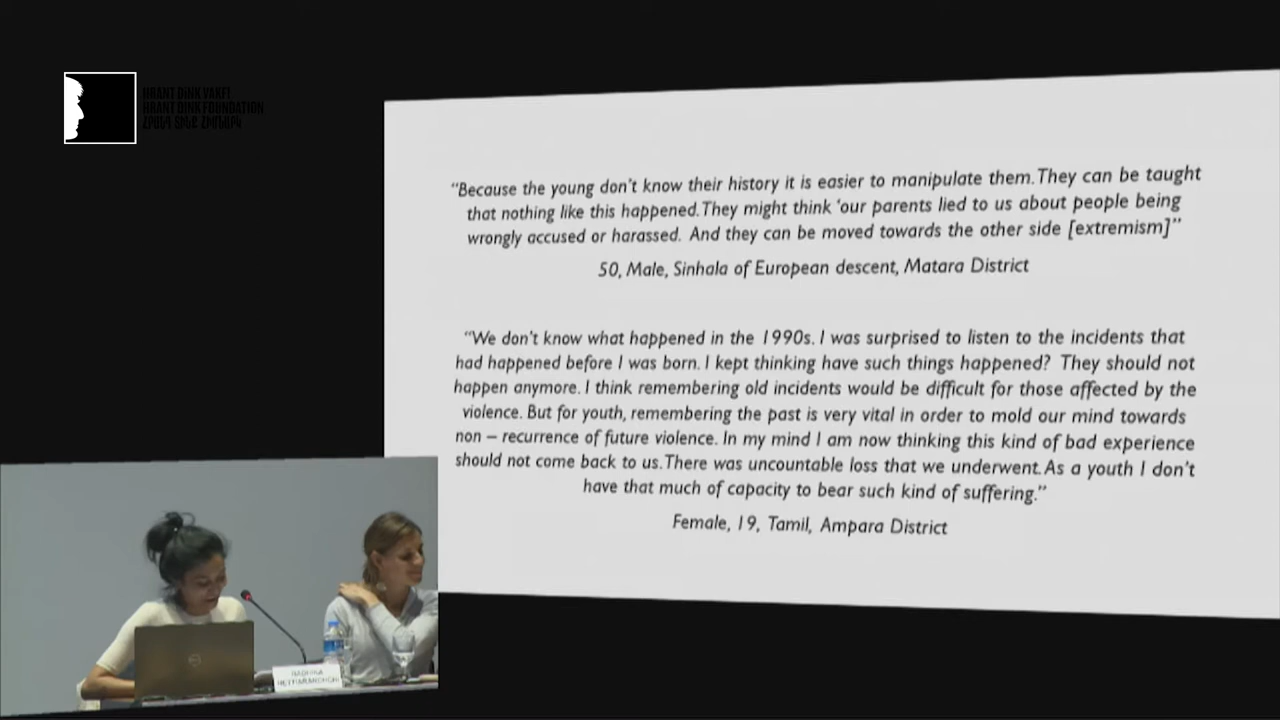 HRANT DİNK VAKFI
HRANT DINK FOUNDATION
ՀՐԱՆԴ ՏԻՆՔ ՀԻՄՆԱՐԿ
“Because the young don’t know their history it is easier to manipulate them. They can be taught
that nothing like this happened. They might think ‘our parents lied to us about people being
wrongly accused or harassed. And they can be moved towards the other side [extremism]”
50, Male, Sinhala of European descent, Matara District
“We don’t know what happened in the 1990s. I was surprised to listen to the incidents that
had happened before I was born. I kept thinking have such things happened? They should not
happen anymore. I think remembering old incidents would be difficult for those affected by the
violence. But for youth, remembering the past is very vital in order to mold our mind towards
non – recurrence of future violence. In my mind I am now thinking this kind of bad experience
should not come back to us. There was uncountable loss that we underwent. As a youth I don’t
have that much of capacity to bear such kind of suffering.”
Female, 19, Tamil, Ampara District
RADHIKA
HETTIARACHCHI